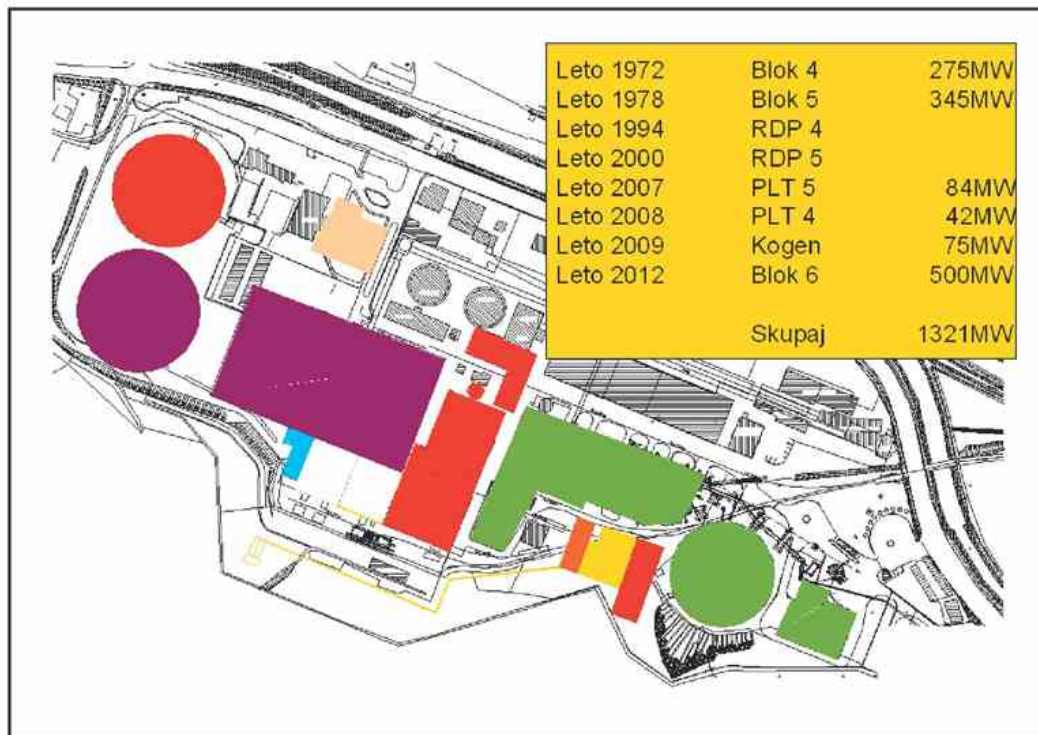 Leto 1972 Blok 4 275MW
Leto 1978 Blok 5 345MW
Leto 1994 RDP 4
Leto 2000 RDP 5
Leto 2007 PLT 5 84MW
Leto 2008 PLT 4 42MW
Leto 2009 Kogen 75MW
Leto 2012 Blok 6 500MW
Skupaj 1321MW